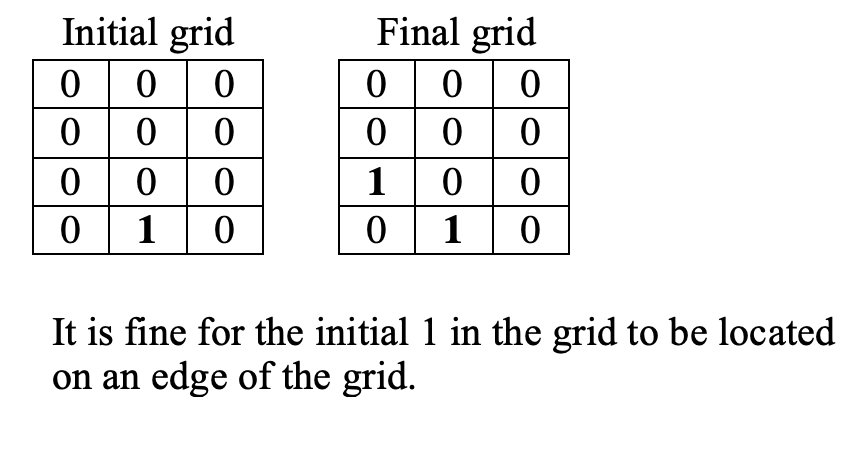 Initial grid Final grid
0 0 0 0 0 0
0 0 0 0 0 0
0 0 0 1 0 0
0 1 0 0 1 0
It is fine for the initial 1 in the grid to be located
on an edge of the grid.